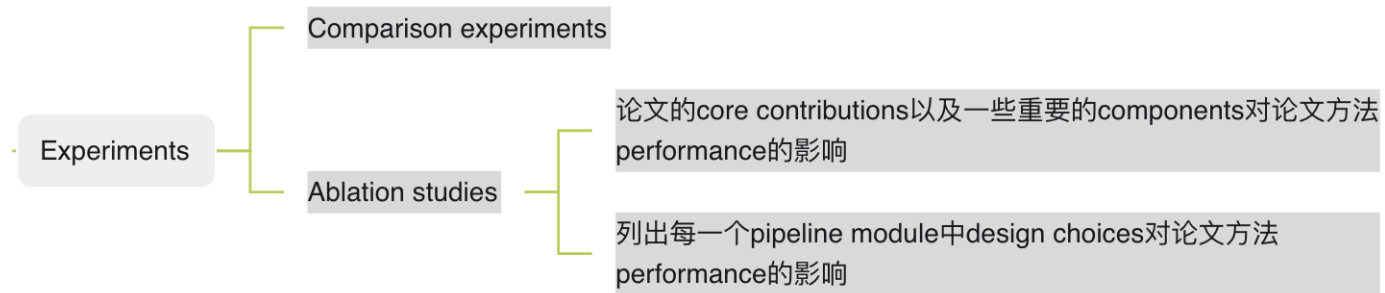 Comparison experiments
论文的core contributions以及一些重要的components对论文方法
performance的影响
Experiments
Ablation studies
列出每一个pipeline module中design choices对论文方法
performance的影响